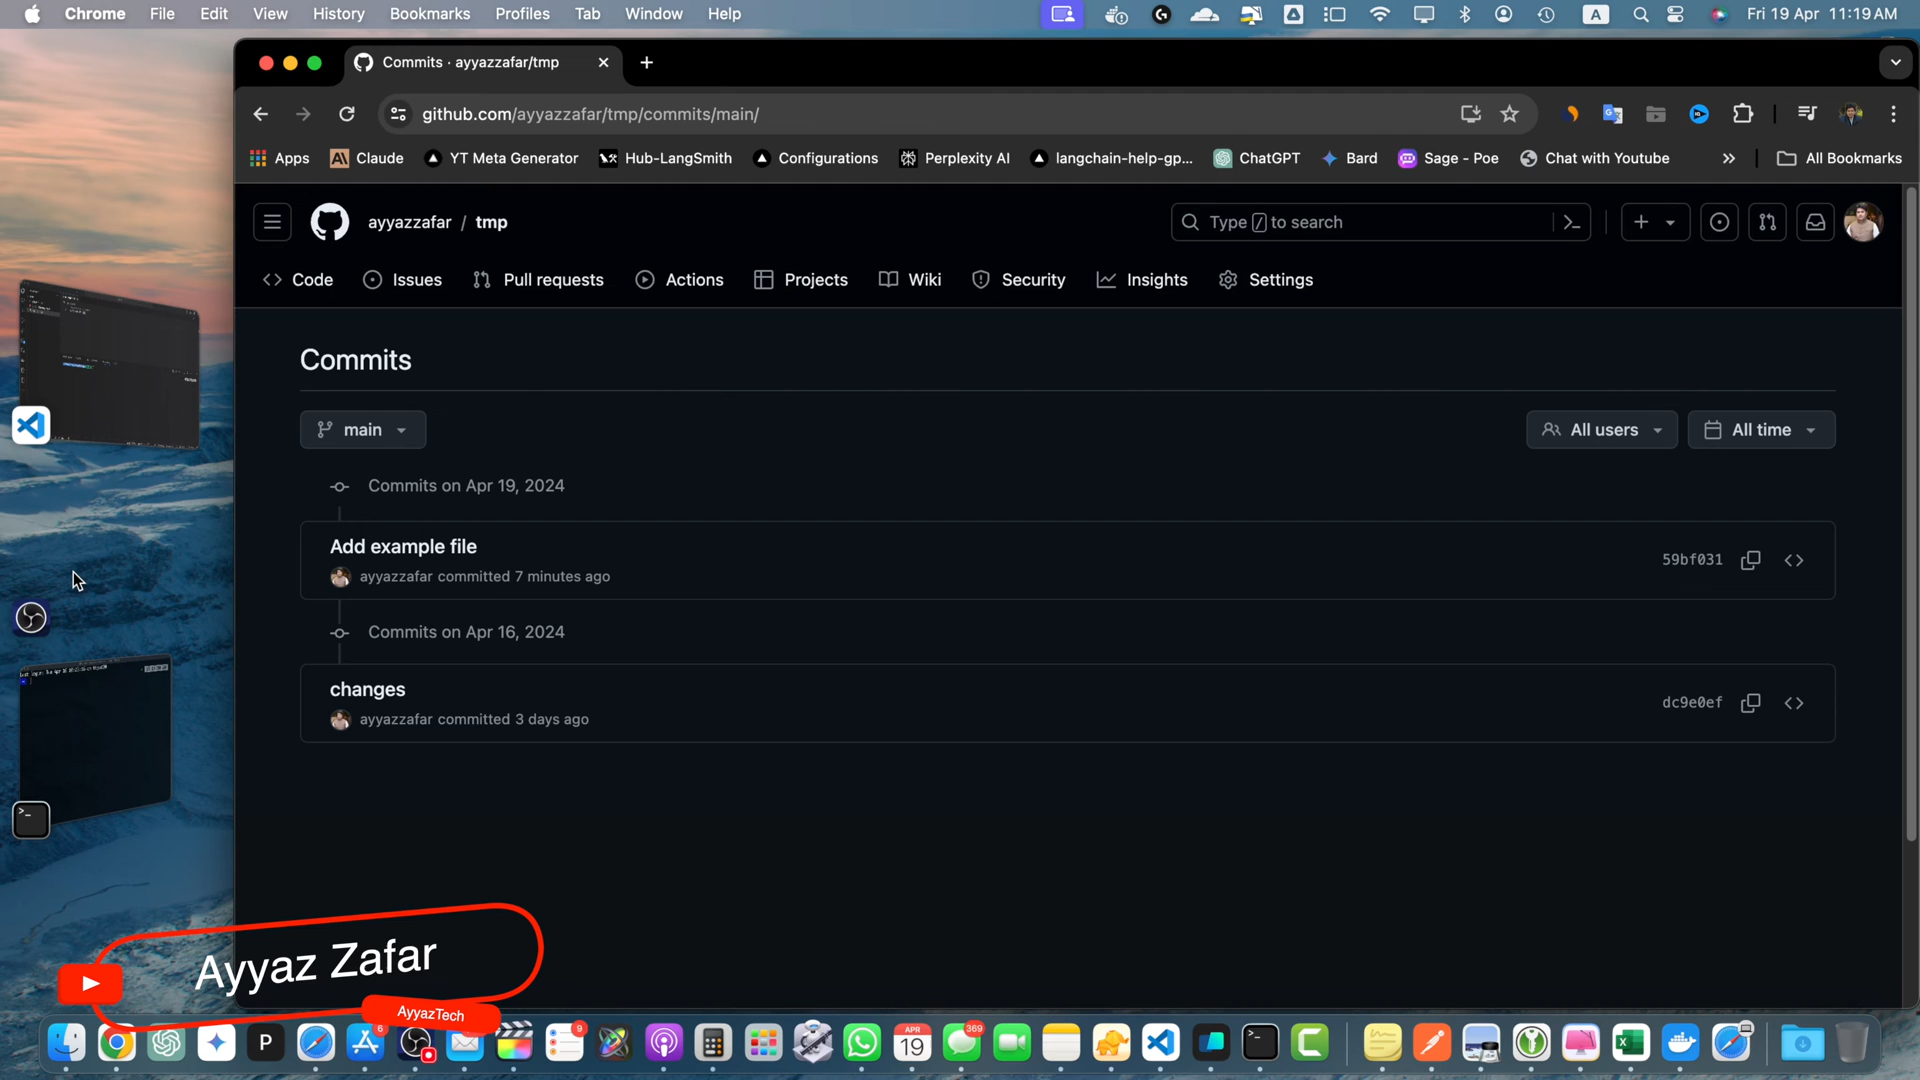 Chrome File Edit View History Bookmarks Profiles Tab Window Help
A Fri 19 Apr 11:19 AM
Commits · ayyazzafar/tmp
github.com/ayyazzafar/tmp/commits/main/
Apps Claude YT Meta Generator Hub-LangSmith Configurations Perplexity AI langchain-help-gp... ChatGPT Bard Sage - Poe Chat with Youtube » All Bookmarks
ayyazzafar / tmp
Type / to search
Code Issues Pull requests Actions Projects Wiki Security Insights Settings
Commits
main
All users
All time
Commits on Apr 19, 2024
Add example file
ayyazzafar committed 7 minutes ago
59bf031
Commits on Apr 16, 2024
changes
ayyazzafar committed 3 days ago
dc9e0ef
Ayyaz Zafar
AyyazTech
P
6
9
APR
19
369